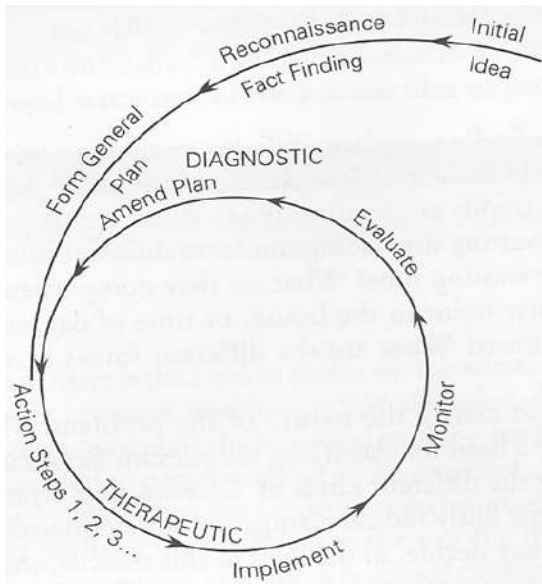 Initial
Idea
Reconnaissance
Fact Finding
Form General
Plan
DIAGNOSTIC
Amend Plan
Evaluate
Monitor
Action Steps 1, 2, 3...
THERAPEUTIC
Implement